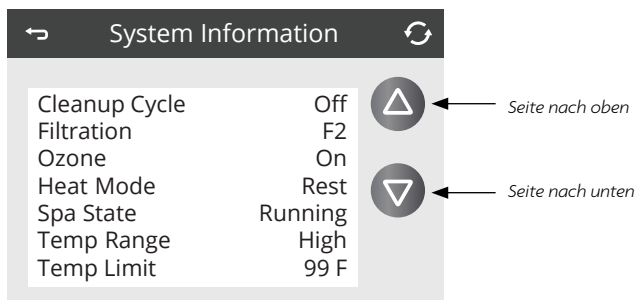 System Information
Cleanup Cycle Off
Filtration F2
Ozone On
Heat Mode Rest
Spa State Running
Temp Range High
Temp Limit 99 F
Seite nach oben
Seite nach unten